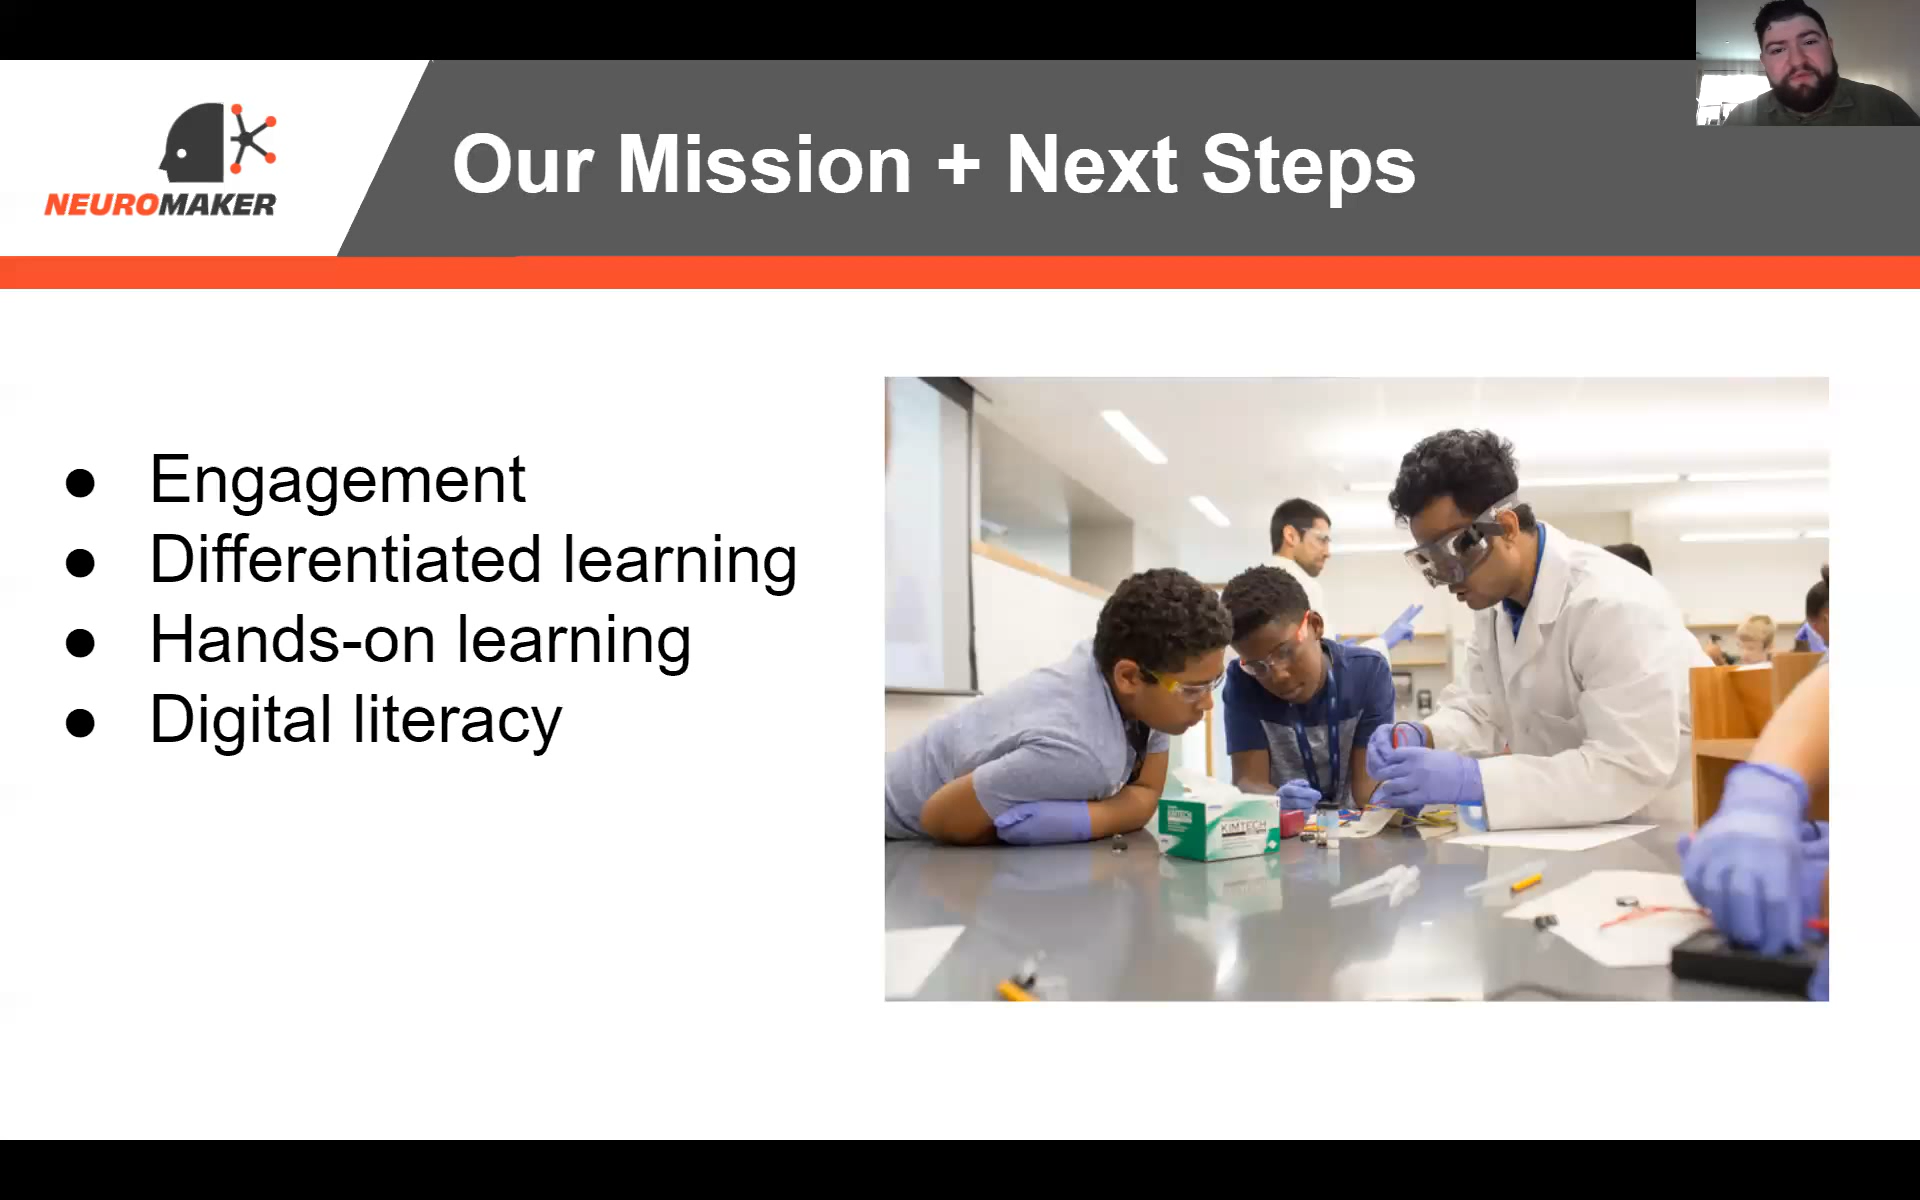 NEUROMAKER
Our Mission + Next Steps
● Engagement
● Differentiated learning
● Hands-on learning
● Digital literacy
KIMTECH